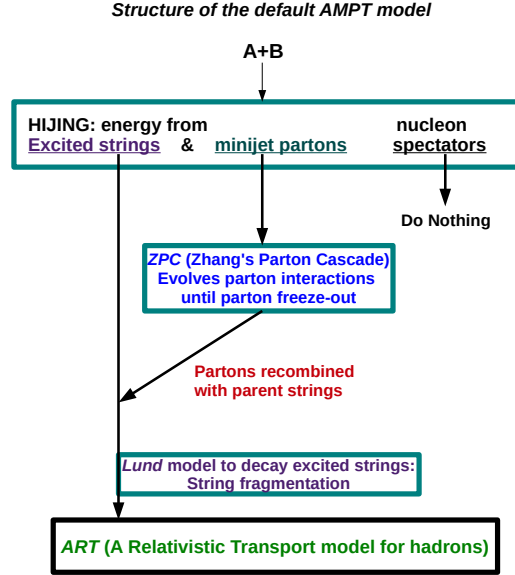 Structure of the default AMPT model
A+B
HIJING: energy from nucleon
Excited strings & minijet partons spectators
Do Nothing
ZPC (Zhang's Parton Cascade)
Evolves parton interactions
until parton freeze-out
Partons recombined
with parent strings
Lund model to decay excited strings:
String fragmentation
ART (A Relativistic Transport model for hadrons)